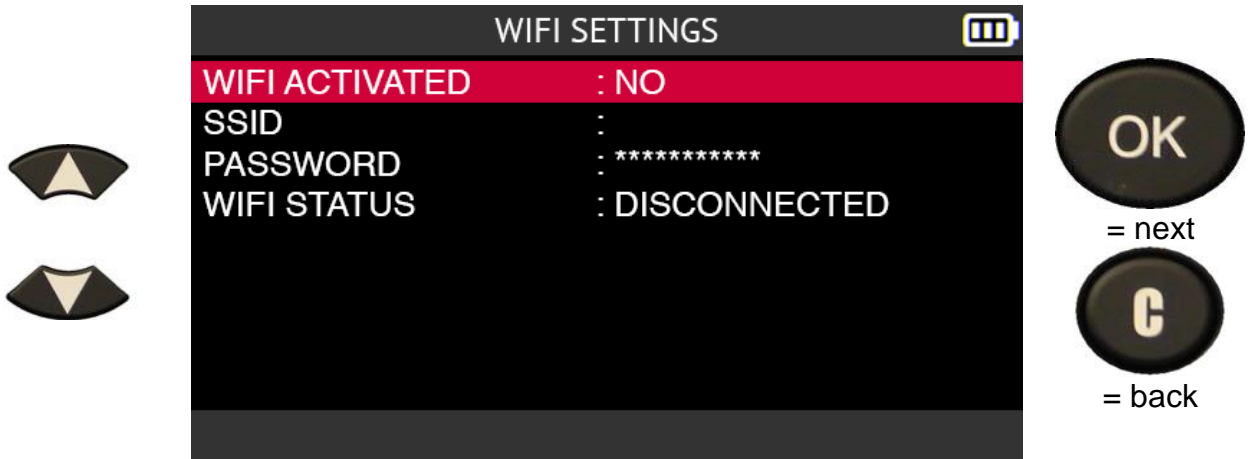 WIFI SETTINGS
WIFI ACTIVATED : NO
SSID :
PASSWORD : ***********
WIFI STATUS : DISCONNECTED
OK
= next
C
= back